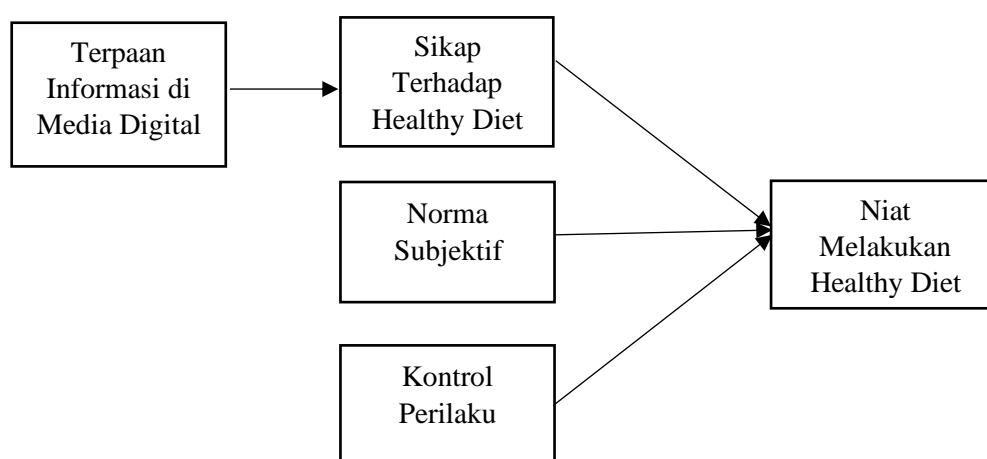 Terpaan
Informasi di
Media Digital
Sikap
Terhadap
Healthy Diet
Norma
Subjektif
Kontrol
Perilaku
Niat
Melakukan
Healthy Diet